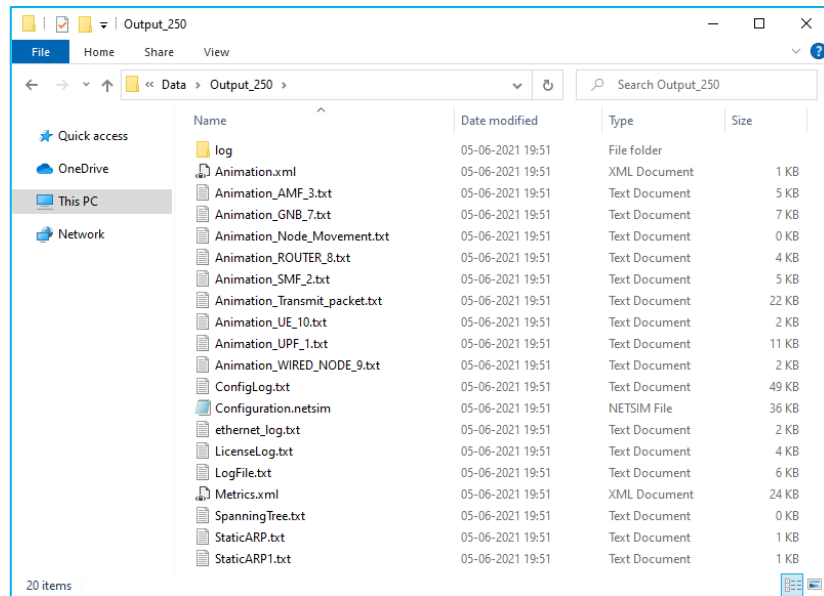 Output_250
File Home Share View
« Data › Output_250 › Search Output_250
Name Date modified Type Size
Quick access
OneDrive
This PC
Network
log 05-06-2021 19:51 File folder
Animation.xml 05-06-2021 19:51 XML Document 1 KB
Animation_AMF_3.txt 05-06-2021 19:51 Text Document 5 KB
Animation_GNB_7.txt 05-06-2021 19:51 Text Document 7 KB
Animation_Node_Movement.txt 05-06-2021 19:51 Text Document 0 KB
Animation_ROUTER_8.txt 05-06-2021 19:51 Text Document 4 KB
Animation_SMF_2.txt 05-06-2021 19:51 Text Document 5 KB
Animation_Transmit_packet.txt 05-06-2021 19:51 Text Document 22 KB
Animation_UE_10.txt 05-06-2021 19:51 Text Document 2 KB
Animation_UPF_1.txt 05-06-2021 19:51 Text Document 11 KB
Animation_WIRED_NODE_9.txt 05-06-2021 19:51 Text Document 2 KB
ConfigLog.txt 05-06-2021 19:51 Text Document 49 KB
Configuration.netsim 05-06-2021 19:51 NETSIM File 36 KB
ethernet_log.txt 05-06-2021 19:51 Text Document 2 KB
LicenseLog.txt 05-06-2021 19:51 Text Document 4 KB
LogFile.txt 05-06-2021 19:51 Text Document 6 KB
Metrics.xml 05-06-2021 19:51 XML Document 24 KB
SpanningTree.txt 05-06-2021 19:51 Text Document 0 KB
StaticARP.txt 05-06-2021 19:51 Text Document 1 KB
StaticARP1.txt 05-06-2021 19:51 Text Document 1 KB
20 items